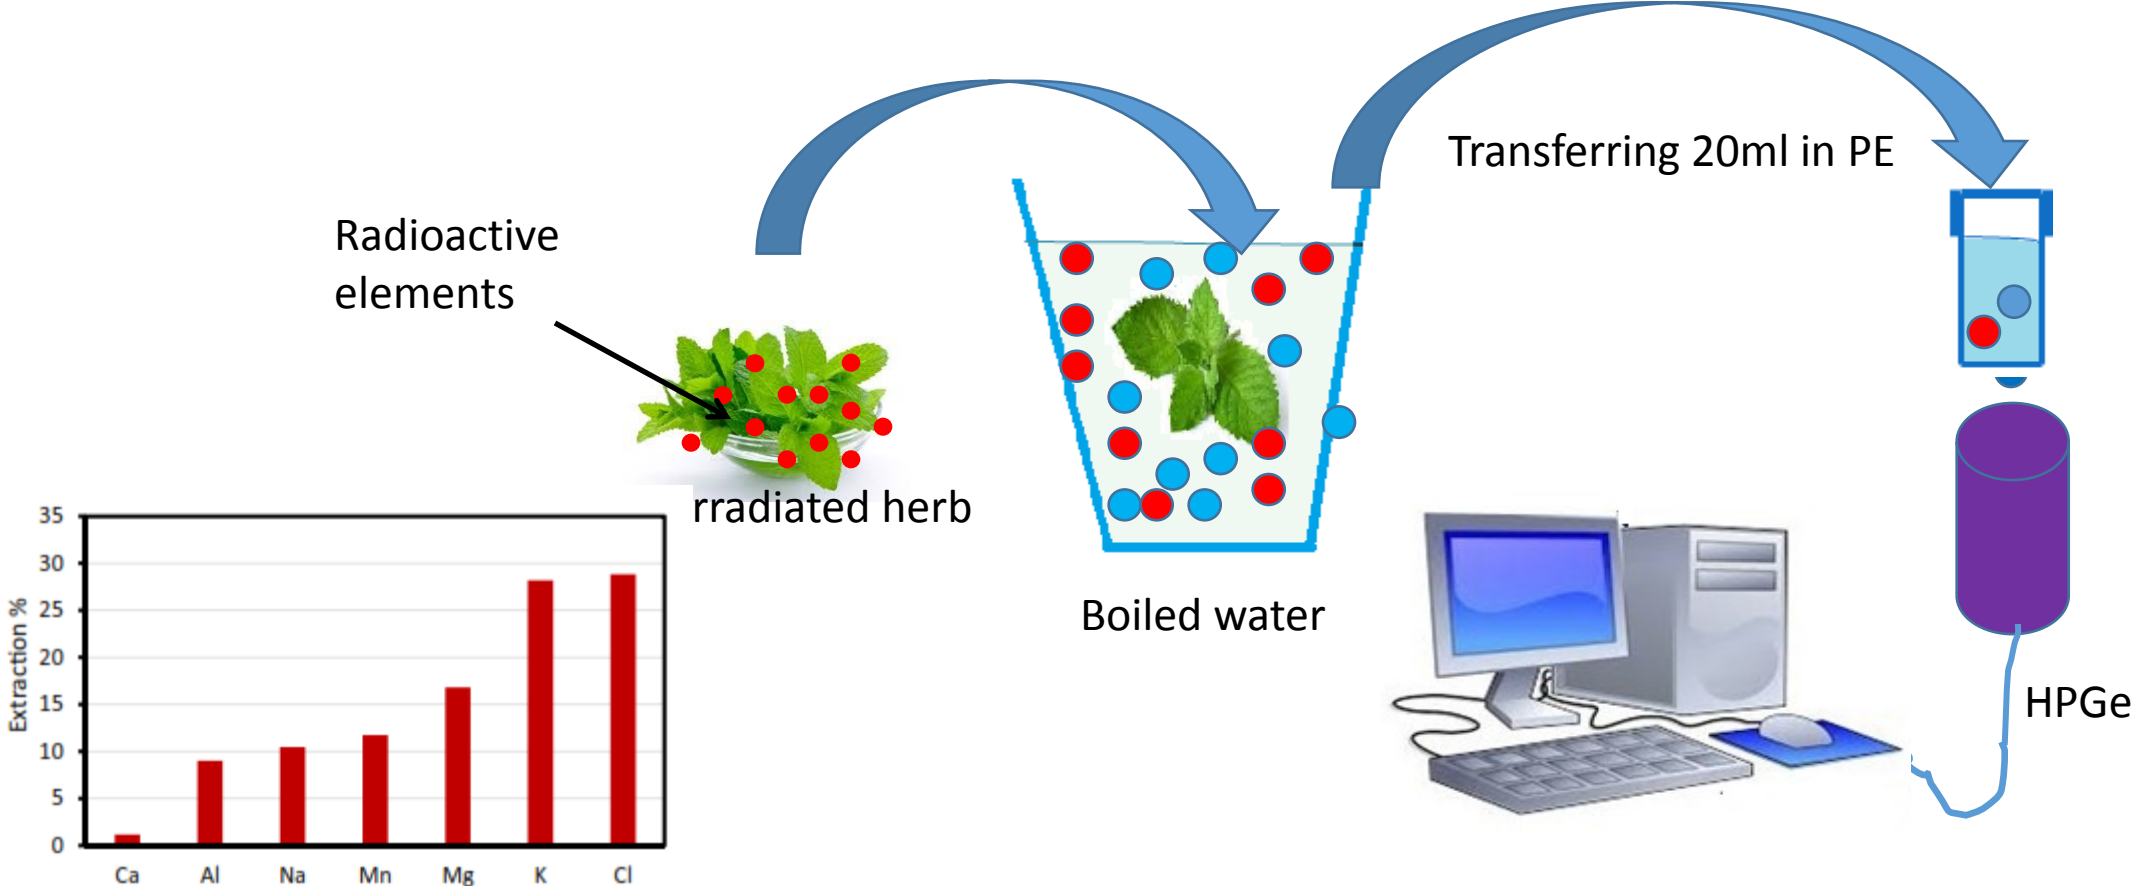 Transferring 20ml in PE
Radioactive
elements
rradiated herb
Boiled water
HPGe
Extraction %
35
30
25
20
15
10
5
0
Ca Al Na Mn Mg K Cl